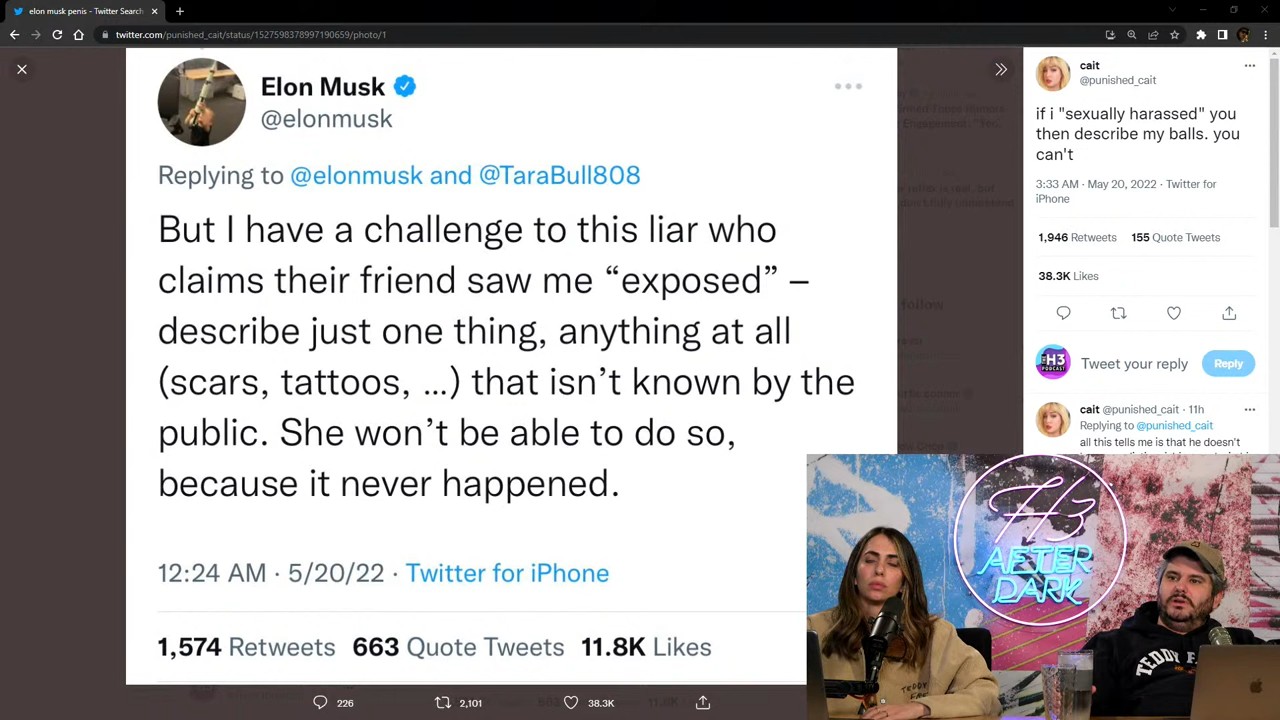 elon musk penis - Twitter Search
twitter.com/punished_cait/status/1527598378997190659/photo/1
Elon Musk
@elonmusk
Replying to @elonmusk and @TaraBull808
But I have a challenge to this liar who
claims their friend saw me “exposed” –
describe just one thing, anything at all
(scars, tattoos, ...) that isn’t known by the
public. She won’t be able to do so,
because it never happened.
12:24 AM · 5/20/22 · Twitter for iPhone
1,574 Retweets 663 Quote Tweets 11.8K Likes
226 2,101 38.3K
cait
@punished_cait
if i "sexually harassed" you
then describe my balls. you
can't
3:33 AM · May 20, 2022 · Twitter for
iPhone
1,946 Retweets 155 Quote Tweets
38.3K Likes
H3
PODCAST
Tweet your reply
Reply
cait @punished_cait · 11h
Replying to @punished_cait
all this tells me is that he doesn't
follow
H3
AFTER
DARK
TEDDY
TEDDY F